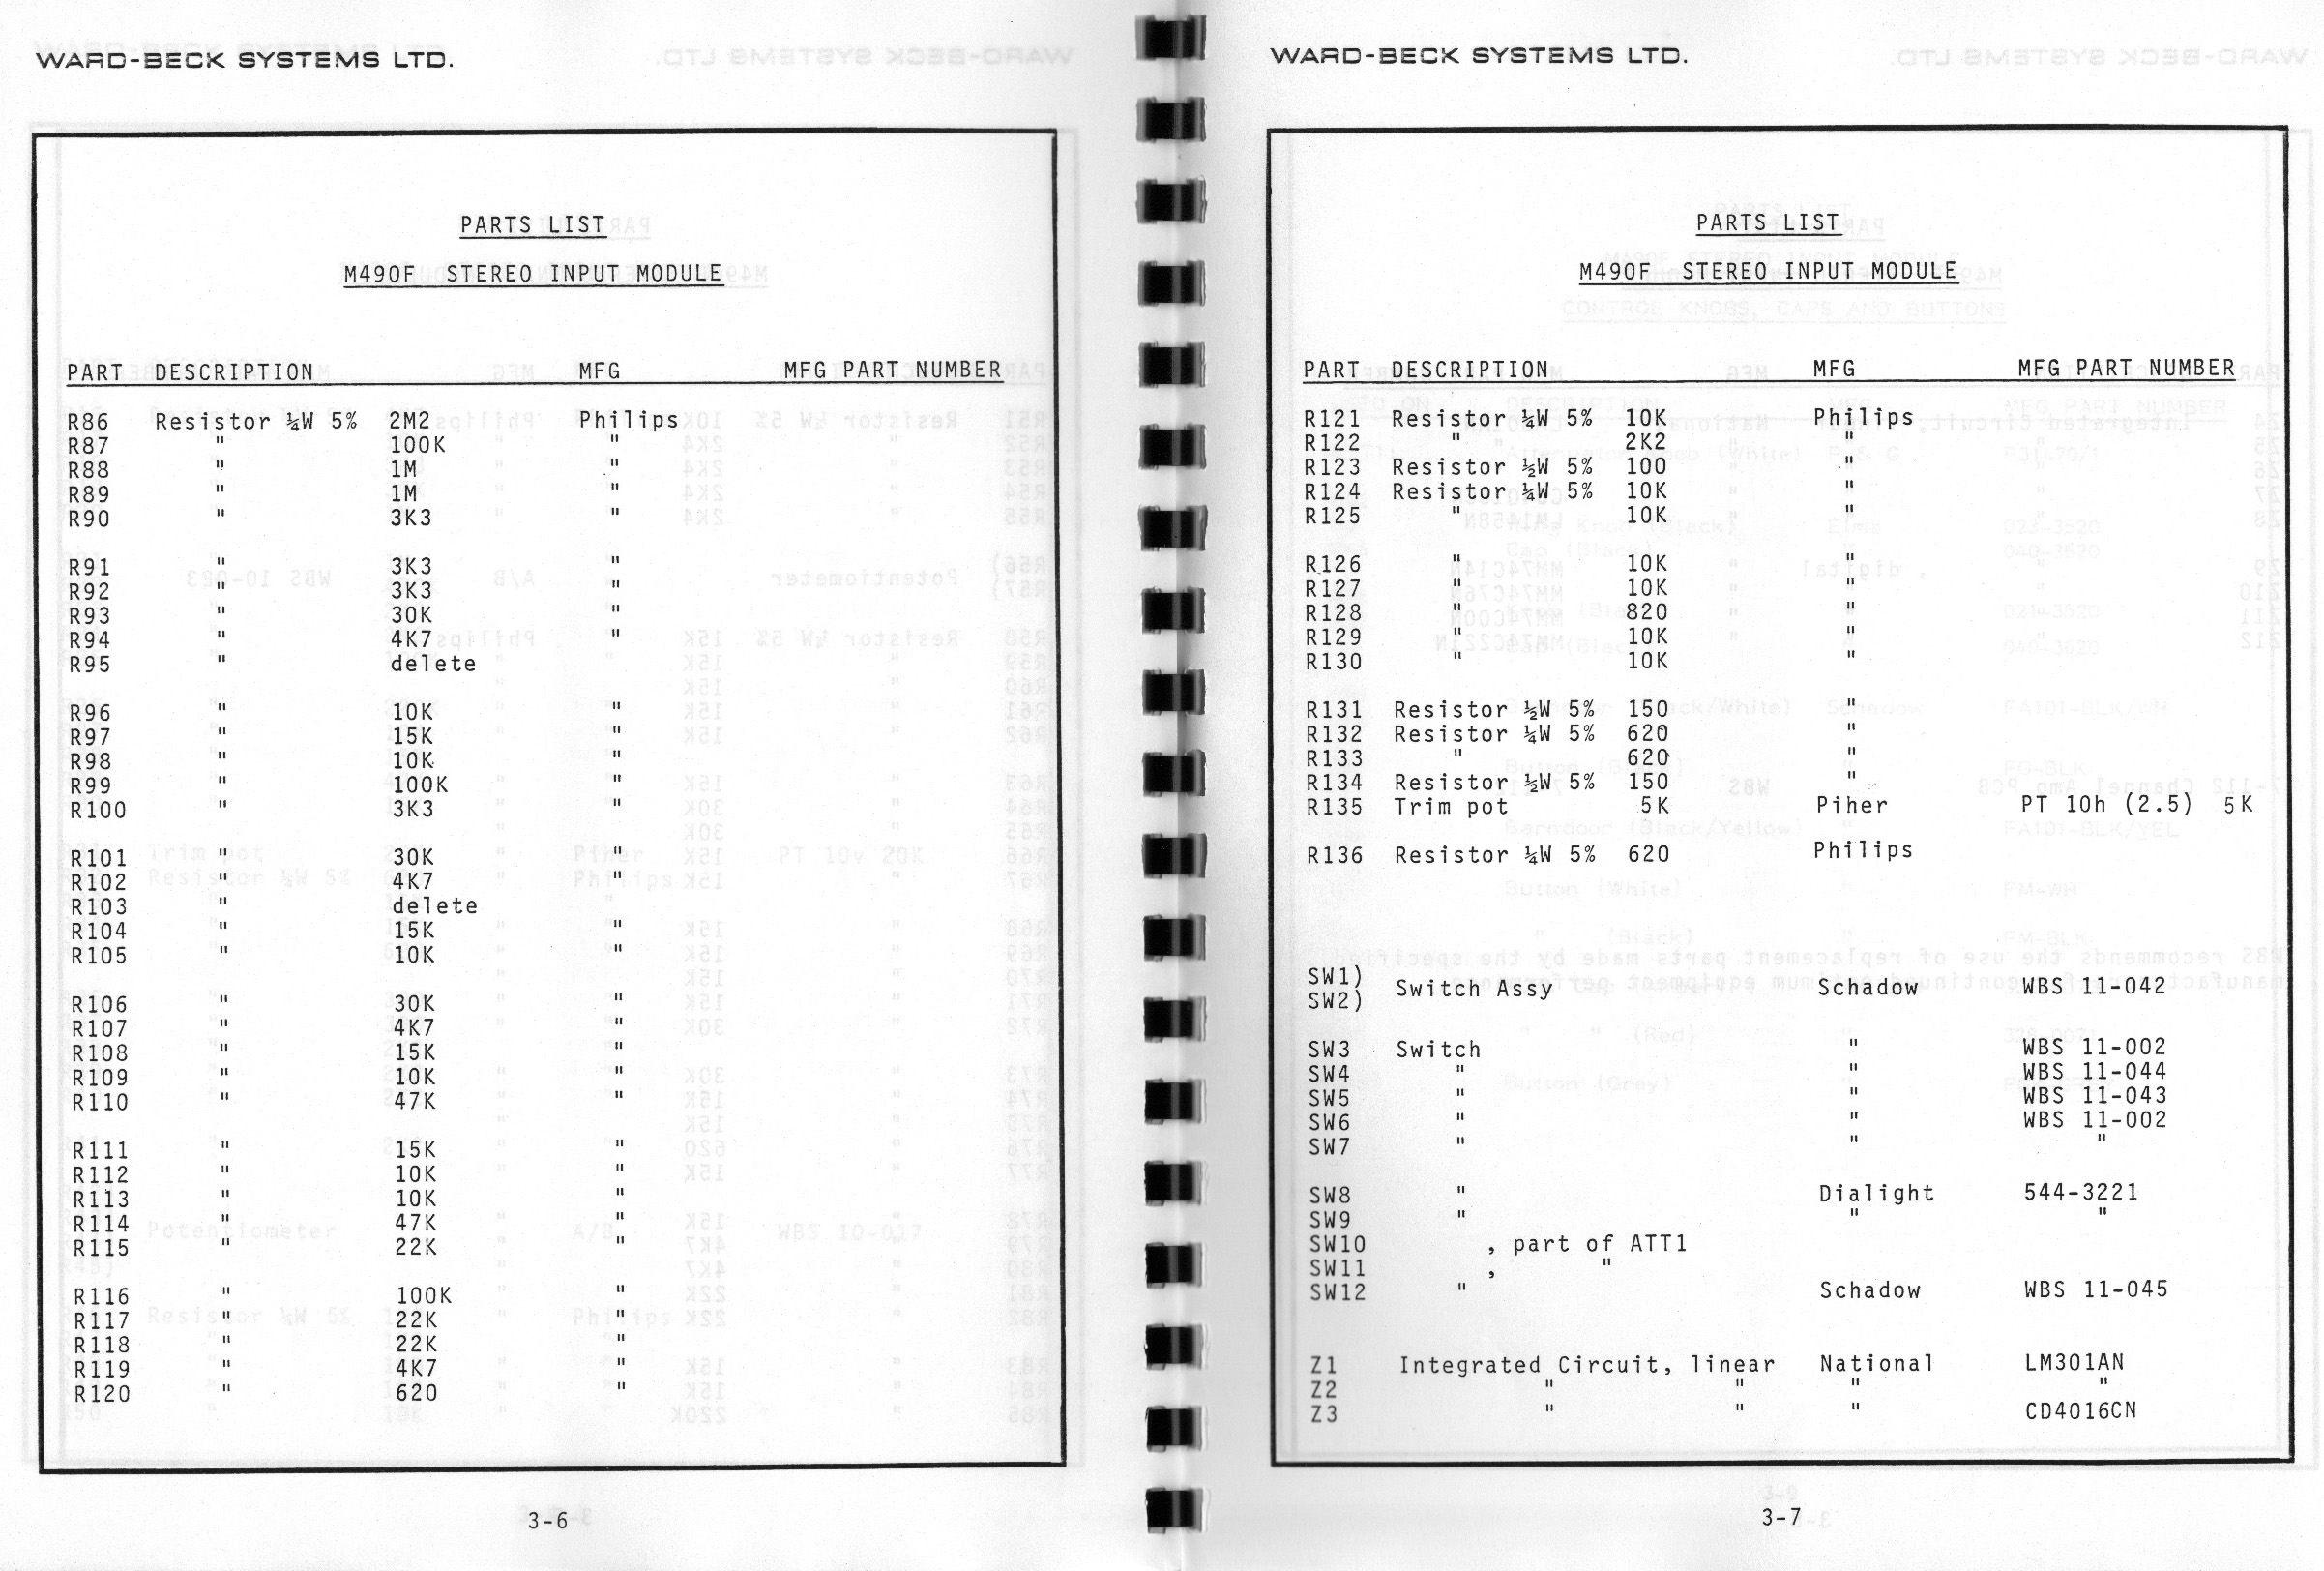 WARD-BECK SYSTEMS LTD.
PARTS LIST
M490F STEREO INPUT MODULE
PART DESCRIPTION MFG MFG PART NUMBER
R86 Resistor ¼W 5% 2M2 Philips
R87 " 100K "
R88 " 1M "
R89 " 1M "
R90 " 3K3 "
R91 " 3K3 "
R92 " 3K3 "
R93 " 30K "
R94 " 4K7 "
R95 " delete
R96 " 10K "
R97 " 15K "
R98 " 10K "
R99 " 100K "
R100 " 3K3 "
R101 " 30K "
R102 " 4K7 "
R103 " delete
R104 " 15K "
R105 " 10K "
R106 " 30K "
R107 " 4K7 "
R108 " 15K "
R109 " 10K "
R110 " 47K "
R111 " 15K "
R112 " 10K "
R113 " 10K "
R114 " 47K "
R115 " 22K "
R116 " 100K "
R117 " 22K "
R118 " 22K "
R119 " 4K7 "
R120 " 620 "
3-6
WARD-BECK SYSTEMS LTD.
PARTS LIST
M490F STEREO INPUT MODULE
PART DESCRIPTION MFG MFG PART NUMBER
R121 Resistor ¼W 5% 10K Philips
R122 " 2K2 "
R123 Resistor ½W 5% 100 "
R124 Resistor ¼W 5% 10K "
R125 " 10K "
R126 " 10K "
R127 " 10K "
R128 " 820 "
R129 " 10K "
R130 " 10K "
R131 Resistor ½W 5% 150 "
R132 Resistor ¼W 5% 620 "
R133 " 620 "
R134 Resistor ½W 5% 150 "
R135 Trim pot 5K Piher PT 10h (2.5) 5K
R136 Resistor ¼W 5% 620 Philips
SW1)
SW2) Switch Assy Schadow WBS 11-042
SW3 Switch " WBS 11-002
SW4 " " WBS 11-044
SW5 " " WBS 11-043
SW6 " " WBS 11-002
SW7 " " "
SW8 " Dialight 544-3221
SW9 " " "
SW10 , part of ATT1
SW11 , "
SW12 " Schadow WBS 11-045
Z1 Integrated Circuit, linear National LM301AN
Z2 " " " "
Z3 " " " CD4016CN
3-7